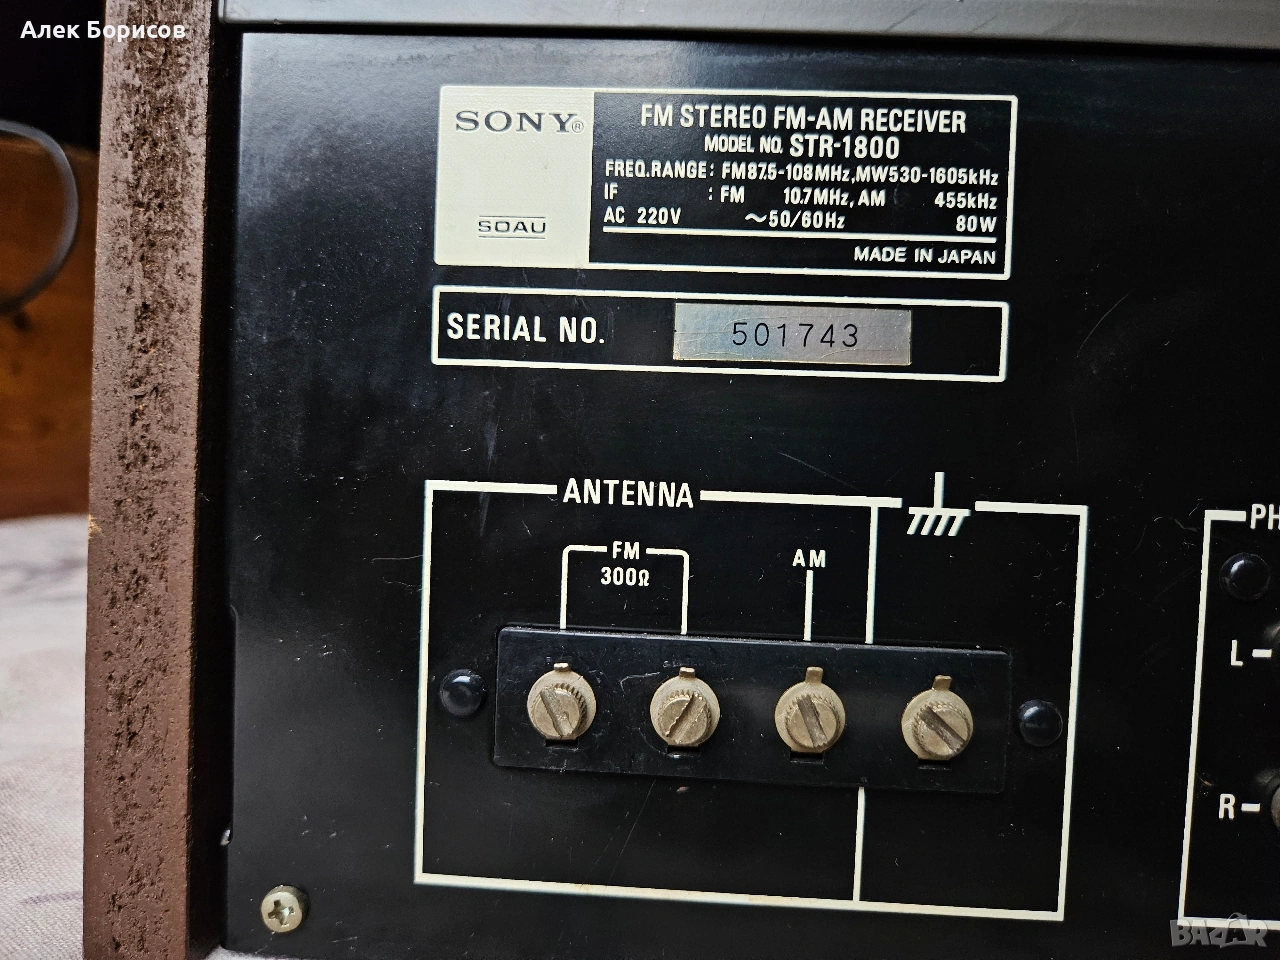 Алек Борисов
SONY®
SOAU
FM STEREO FM-AM RECEIVER
MODEL NO. STR-1800
FREQ.RANGE: FM87.5-108MHz, MW530-1605kHz
IF : FM 10.7MHz, AM 455kHz
AC 220V ~50/60Hz 80W
MADE IN JAPAN
SERIAL NO. 501743
ANTENNA
FM
300Ω
AM
PH
L
R
BAZAR